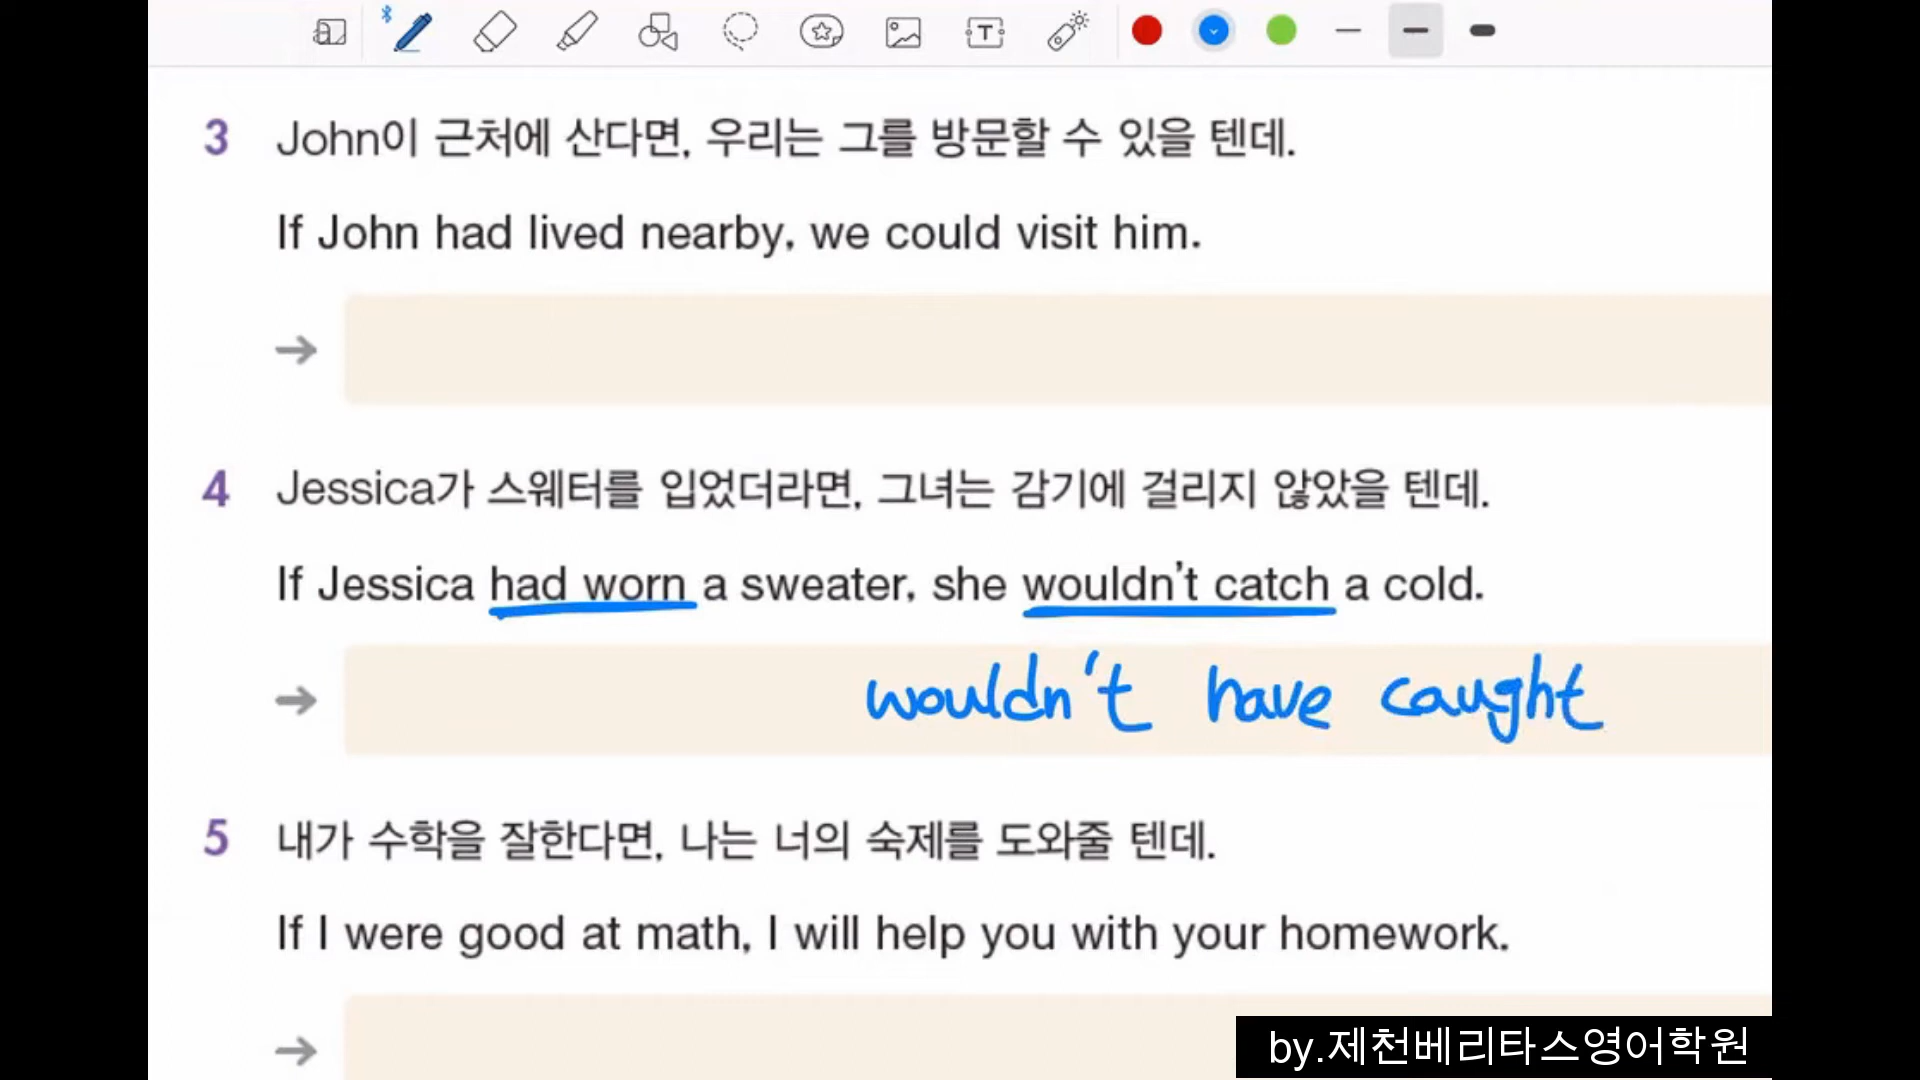 3 John이 근처에 산다면, 우리는 그를 방문할 수 있을 텐데.
If John had lived nearby, we could visit him.
→
4 Jessica가 스웨터를 입었더라면, 그녀는 감기에 걸리지 않았을 텐데.
If Jessica had worn a sweater, she wouldn't catch a cold.
→ wouldn't have caught
5 내가 수학을 잘한다면, 나는 너의 숙제를 도와줄 텐데.
If I were good at math, I will help you with your homework.
→
by.제천베리타스영어학원